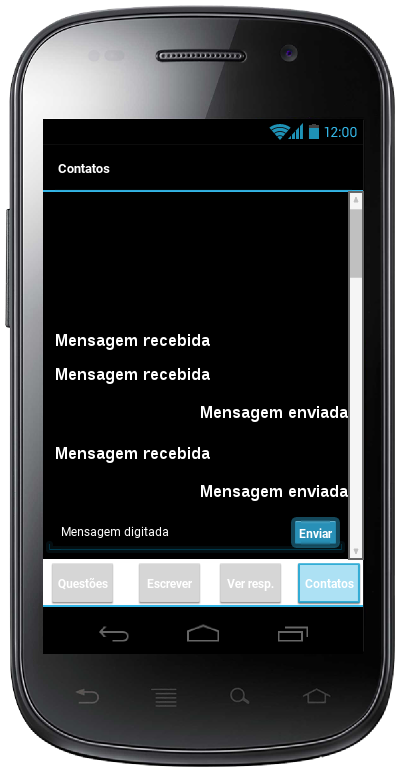 12:00
Contatos
Mensagem recebida
Mensagem recebida
Mensagem enviada
Mensagem recebida
Mensagem enviada
Mensagem digitada Enviar
Questões Escrever Ver resp. Contatos